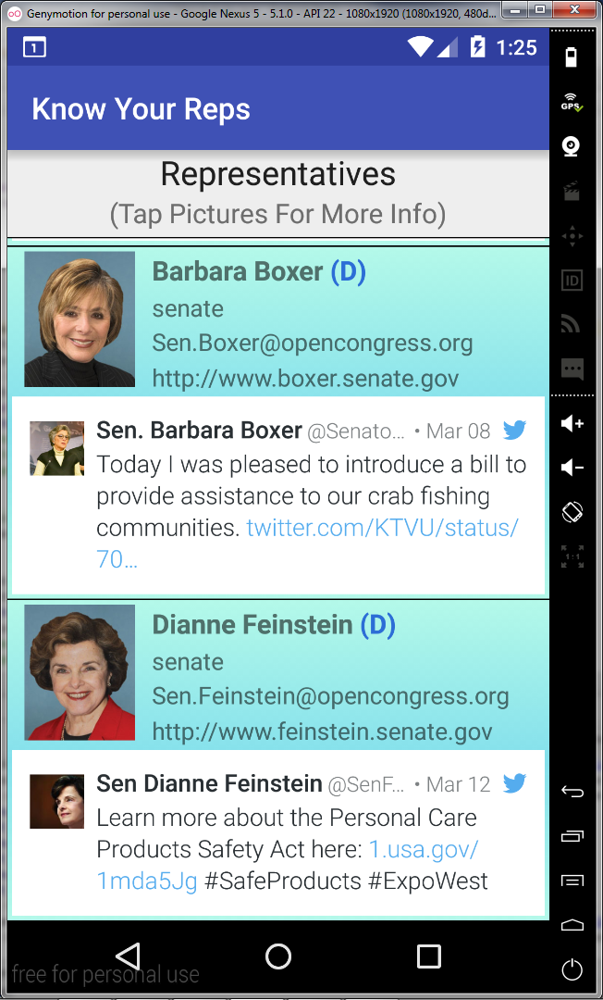 Genymotion for personal use - Google Nexus 5 - 5.1.0 - API 22 - 1080x1920 (1080x1920, 480d...
1
1:25
GPS
Know Your Reps
Representatives
(Tap Pictures For More Info)
ID
Barbara Boxer (D)
senate
Sen.Boxer@opencongress.org
http://www.boxer.senate.gov
Sen. Barbara Boxer @Senato... • Mar 08
Today I was pleased to introduce a bill to
provide assistance to our crab fishing
communities. twitter.com/KTVU/status/
70…
1:1
Dianne Feinstein (D)
senate
Sen.Feinstein@opencongress.org
http://www.feinstein.senate.gov
Sen Dianne Feinstein @SenF... • Mar 12
Learn more about the Personal Care
Products Safety Act here: 1.usa.gov/
1mda5Jg #SafeProducts #ExpoWest
free for personal use